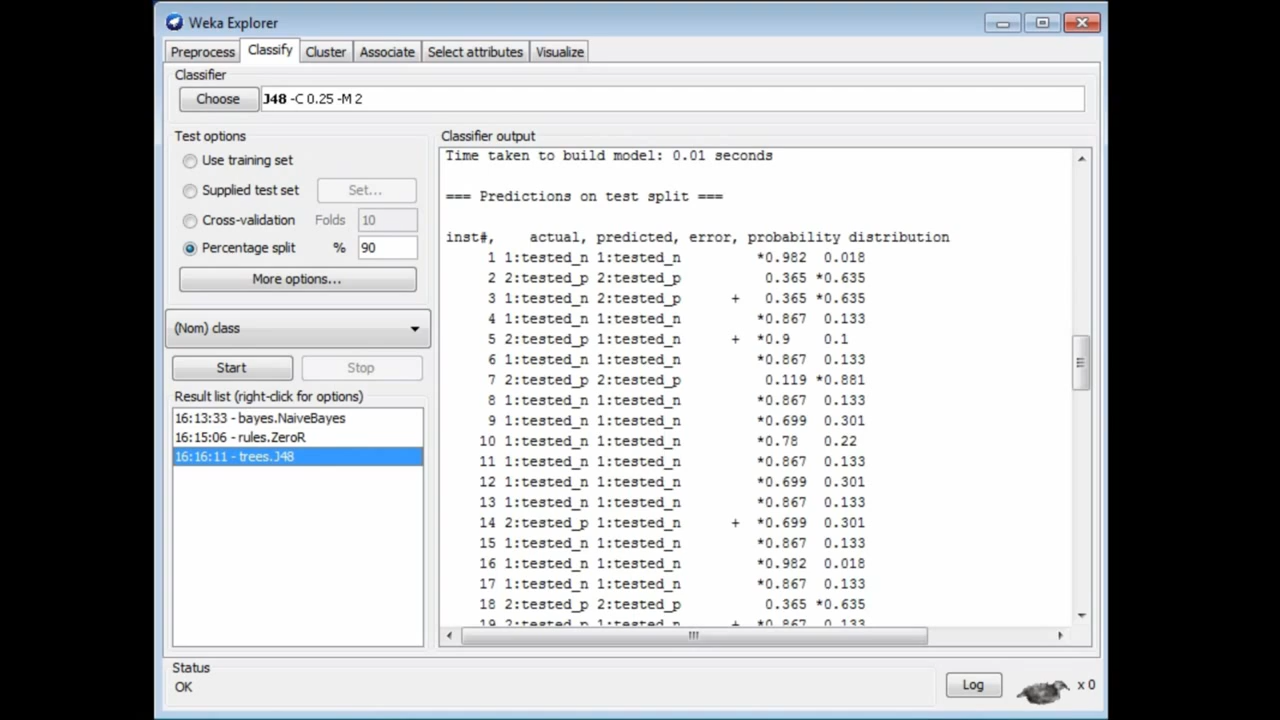 Weka Explorer
Preprocess Classify Cluster Associate Select attributes Visualize
Classifier
Choose J48 -C 0.25 -M 2
Test options
Use training set
Supplied test set Set...
Cross-validation Folds 10
Percentage split % 90
More options...
(Nom) class
Start Stop
Result list (right-click for options)
16:13:33 - bayes.NaiveBayes
16:15:06 - rules.ZeroR
16:16:11 - trees.J48
Classifier output
Time taken to build model: 0.01 seconds
=== Predictions on test split ===
inst#, actual, predicted, error, probability distribution
1 1:tested_n 1:tested_n *0.982 0.018
2 2:tested_p 2:tested_p 0.365 *0.635
3 1:tested_n 2:tested_p + 0.365 *0.635
4 1:tested_n 1:tested_n *0.867 0.133
5 2:tested_p 1:tested_n + *0.9 0.1
6 1:tested_n 1:tested_n *0.867 0.133
7 2:tested_p 2:tested_p 0.119 *0.881
8 1:tested_n 1:tested_n *0.867 0.133
9 1:tested_n 1:tested_n *0.699 0.301
10 1:tested_n 1:tested_n *0.78 0.22
11 1:tested_n 1:tested_n *0.867 0.133
12 1:tested_n 1:tested_n *0.699 0.301
13 1:tested_n 1:tested_n *0.867 0.133
14 2:tested_p 1:tested_n + *0.699 0.301
15 1:tested_n 1:tested_n *0.867 0.133
16 1:tested_n 1:tested_n *0.982 0.018
17 1:tested_n 1:tested_n *0.867 0.133
18 2:tested_p 2:tested_p 0.365 *0.635
19 2:tested_p 1:tested_n + *0.867 0.133
Status
OK
Log x 0